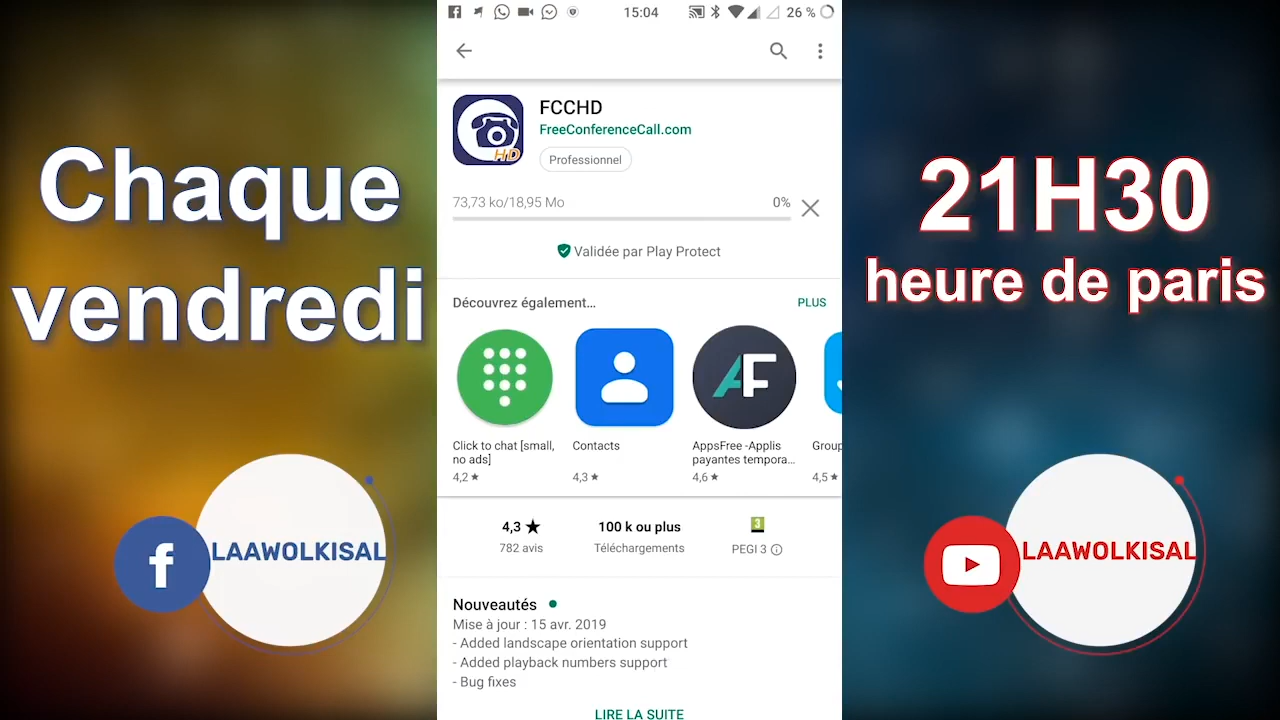 Chaque
vendredi
LAAWOLKISAL
15:04
26 %
FCCHD
FreeConferenceCall.com
HD
Professionnel
73,73 ko/18,95 Mo
0%
Validée par Play Protect
Découvrez également…
PLUS
Click to chat [small,
no ads]
4,2 ★
Contacts
4,3 ★
AF
AppsFree -Applis
payantes tempora…
4,6 ★
Group
4,5 ★
4,3 ★
782 avis
100 k ou plus
Téléchargements
3
PEGI 3
Nouveautés
Mise à jour : 15 avr. 2019
- Added landscape orientation support
- Added playback numbers support
- Bug fixes
LIRE LA SUITE
21H30
heure de paris
LAAWOLKISAL